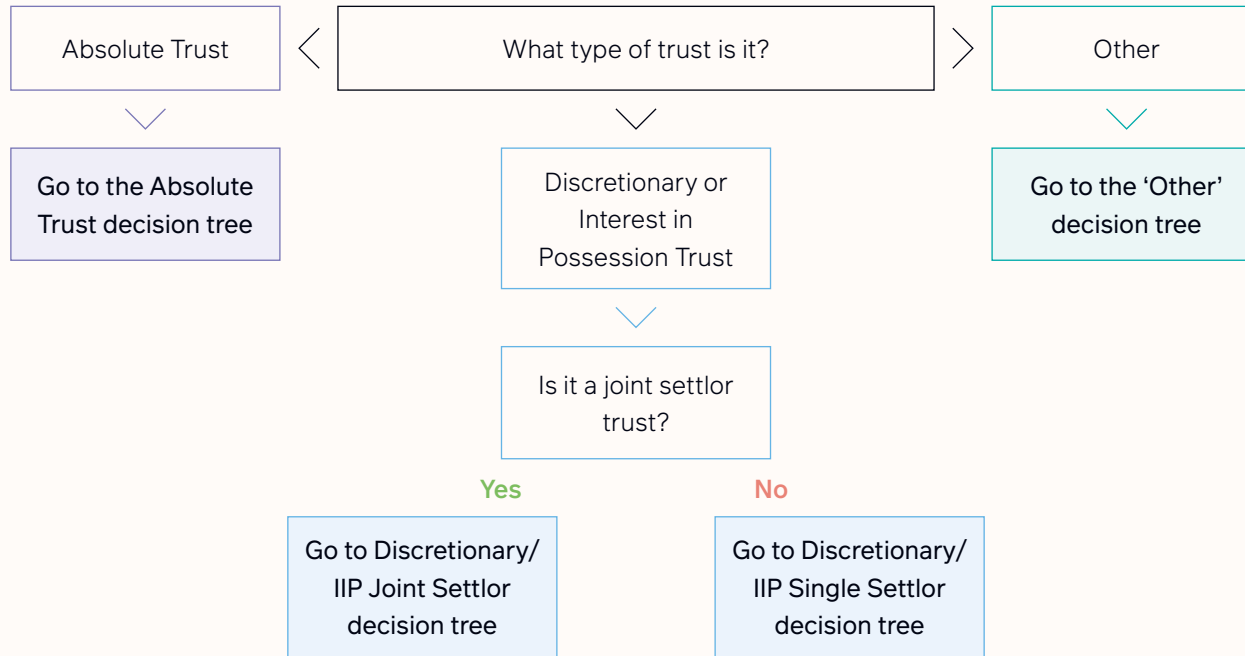 Absolute Trust
What type of trust is it?
Other
Go to the Absolute
Trust decision tree
Discretionary or
Interest in
Possession Trust
Go to the ‘Other’
decision tree
Is it a joint settlor
trust?
Yes
No
Go to Discretionary/
IIP Joint Settlor
decision tree
Go to Discretionary/
IIP Single Settlor
decision tree